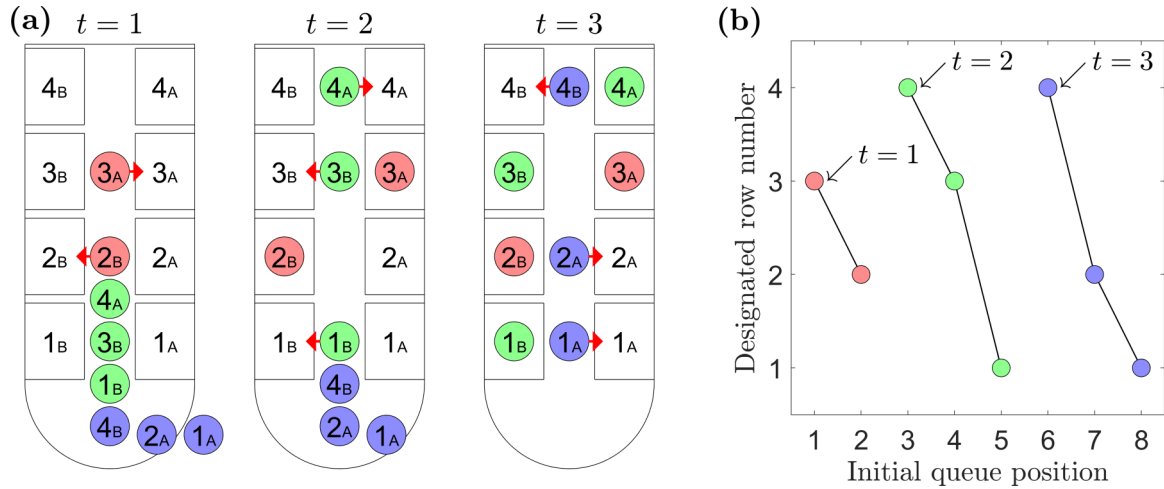 (a)
t = 1
t = 2
t = 3
4B 4A
3B 3A 3A
2B 2B 2A
4A
1B 3B 1A
1B
4B 2A 1A
4B 4A 4A
3B 3B 3A
2B 2A
1B 1B 1A
4B
2A 1A
4B 4B 4A
3B 3A
2B 2A 2A
1B 1A 1A
(b)
Designated row number
4
3
2
1
t = 1
t = 2
t = 3
1 2 3 4 5 6 7 8
Initial queue position